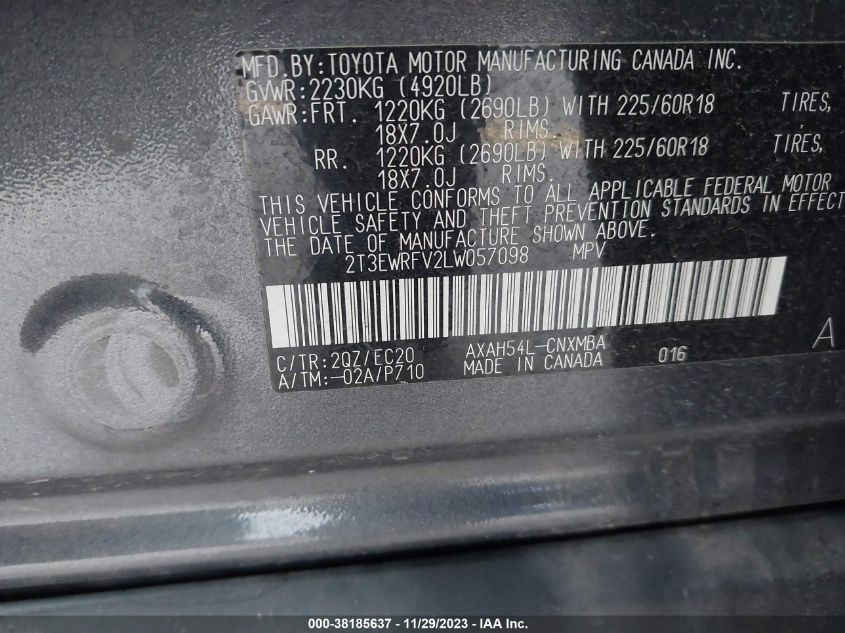 MFD.BY:TOYOTA MOTOR MANUFACTURING CANADA INC.
GVWR:2230KG (4920LB)
GAWR:FRT. 1220KG (2690LB) WITH 225/60R18 TIRES,
18X7.0J RIMS.
RR. 1220KG (2690LB) WITH 225/60R18 TIRES,
18X7.0J RIMS.
THIS VEHICLE CONFORMS TO ALL APPLICABLE FEDERAL MOTOR
VEHICLE SAFETY AND THEFT PREVENTION STANDARDS IN EFFECT
THE DATE OF MANUFACTURE SHOWN ABOVE.
2T3EWRFV2LW057098 MPV
C/TR:2QZ/EC20 AXAH54L-CNXMBA 016 A
A/TM:-02A/P710 MADE IN CANADA
000-38185637 - 11/29/2023 - IAAI.COM